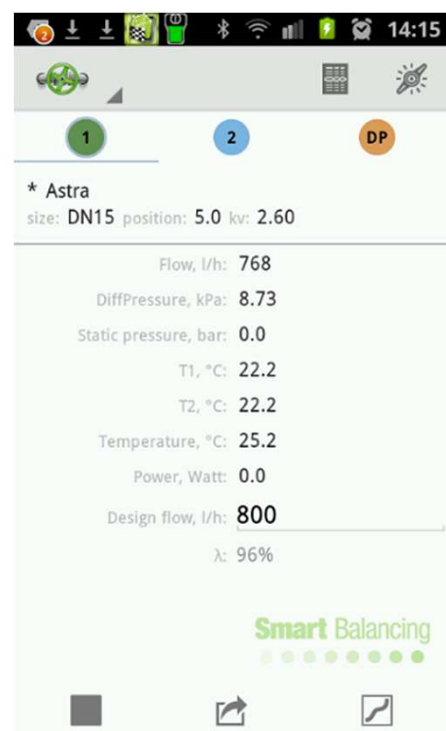 2 14:15
1 2 DP
* Astra
size: DN15 position: 5.0 kv: 2.60
Flow, l/h: 768
DiffPressure, kPa: 8.73
Static pressure, bar: 0.0
T1, °C: 22.2
T2, °C: 22.2
Temperature, °C: 25.2
Power, Watt: 0.0
Design flow, l/h: 800
λ: 96%
Smart Balancing